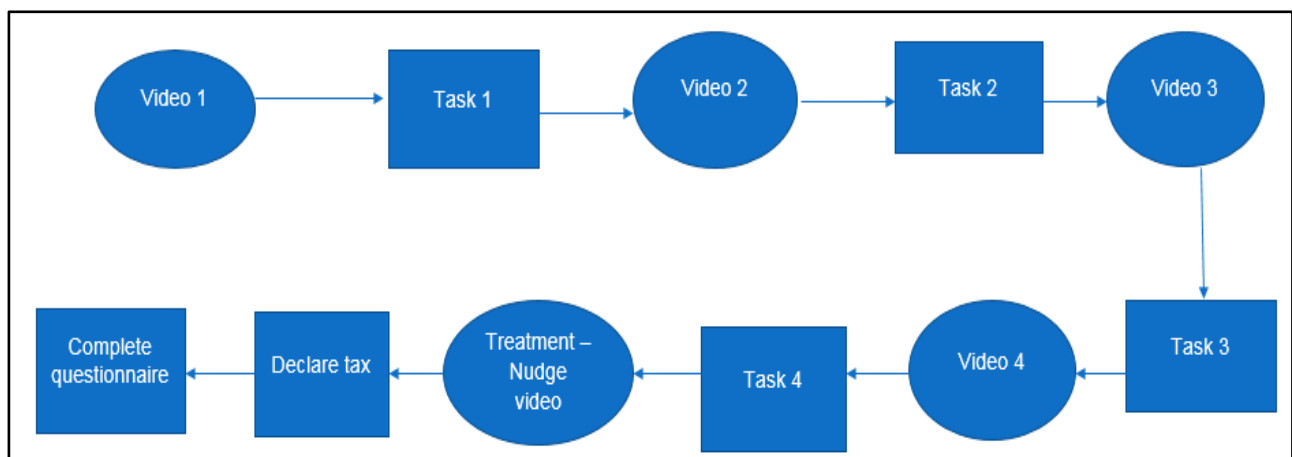 Video 1
Task 1
Video 2
Task 2
Video 3
Task 3
Video 4
Task 4
Treatment –
Nudge
video
Declare tax
Complete
questionnaire